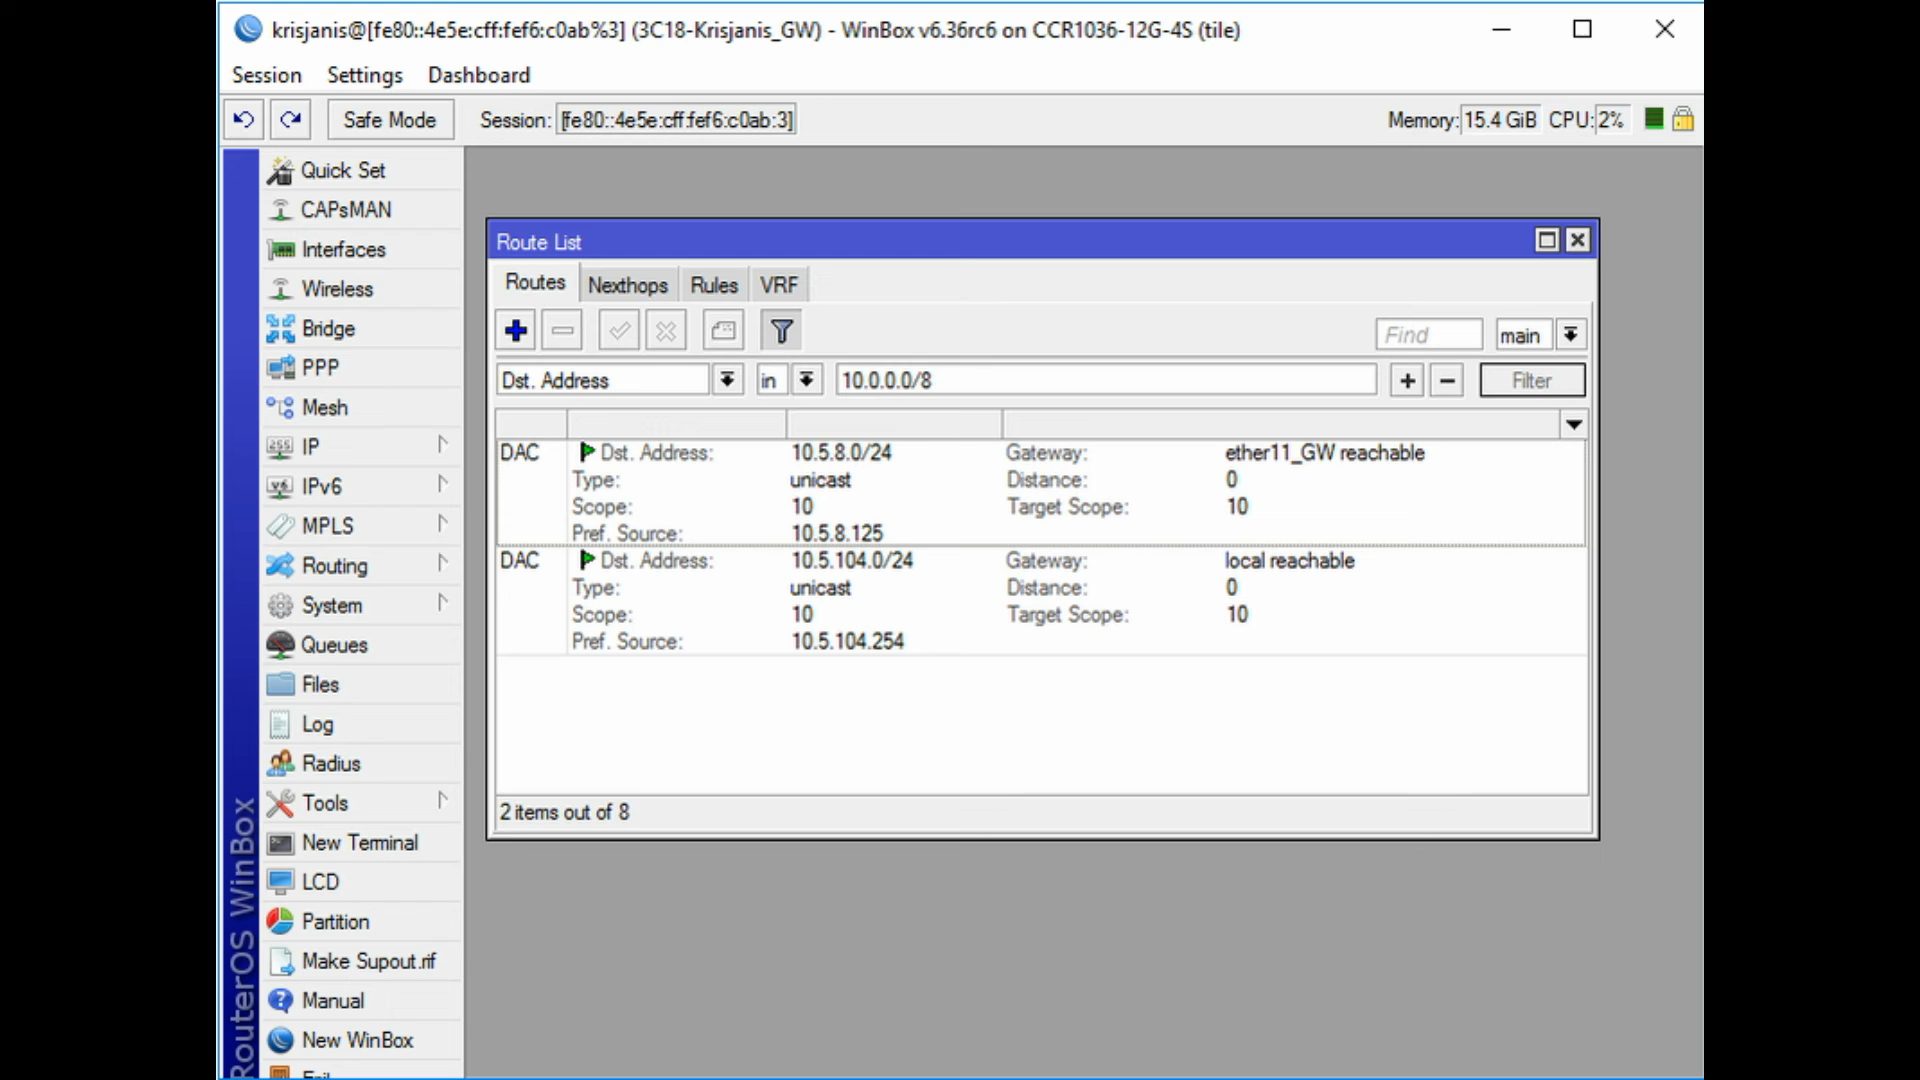 krisjanis@[fe80::4e5e:cff:fef6:c0ab%3] (3C18-Krisjanis_GW) - WinBox v6.36rc6 on CCR1036-12G-4S (tile)
Session Settings Dashboard
Safe Mode Session: [fe80::4e5e:cff:fef6:c0ab:3] Memory: 15.4 GiB CPU: 2%
Quick Set
CAPsMAN
Interfaces
Wireless
Bridge
PPP
Mesh
IP
IPv6
MPLS
Routing
System
Queues
Files
Log
Radius
Tools
New Terminal
LCD
Partition
Make Supout.rif
Manual
New WinBox
RouterOS WinBox
Route List
Routes Nexthops Rules VRF
Find main
Dst. Address in 10.0.0.0/8 Filter
DAC Dst. Address: 10.5.8.0/24 Gateway: ether11_GW reachable
Type: unicast Distance: 0
Scope: 10 Target Scope: 10
Pref. Source: 10.5.8.125
DAC Dst. Address: 10.5.104.0/24 Gateway: local reachable
Type: unicast Distance: 0
Scope: 10 Target Scope: 10
Pref. Source: 10.5.104.254
2 items out of 8